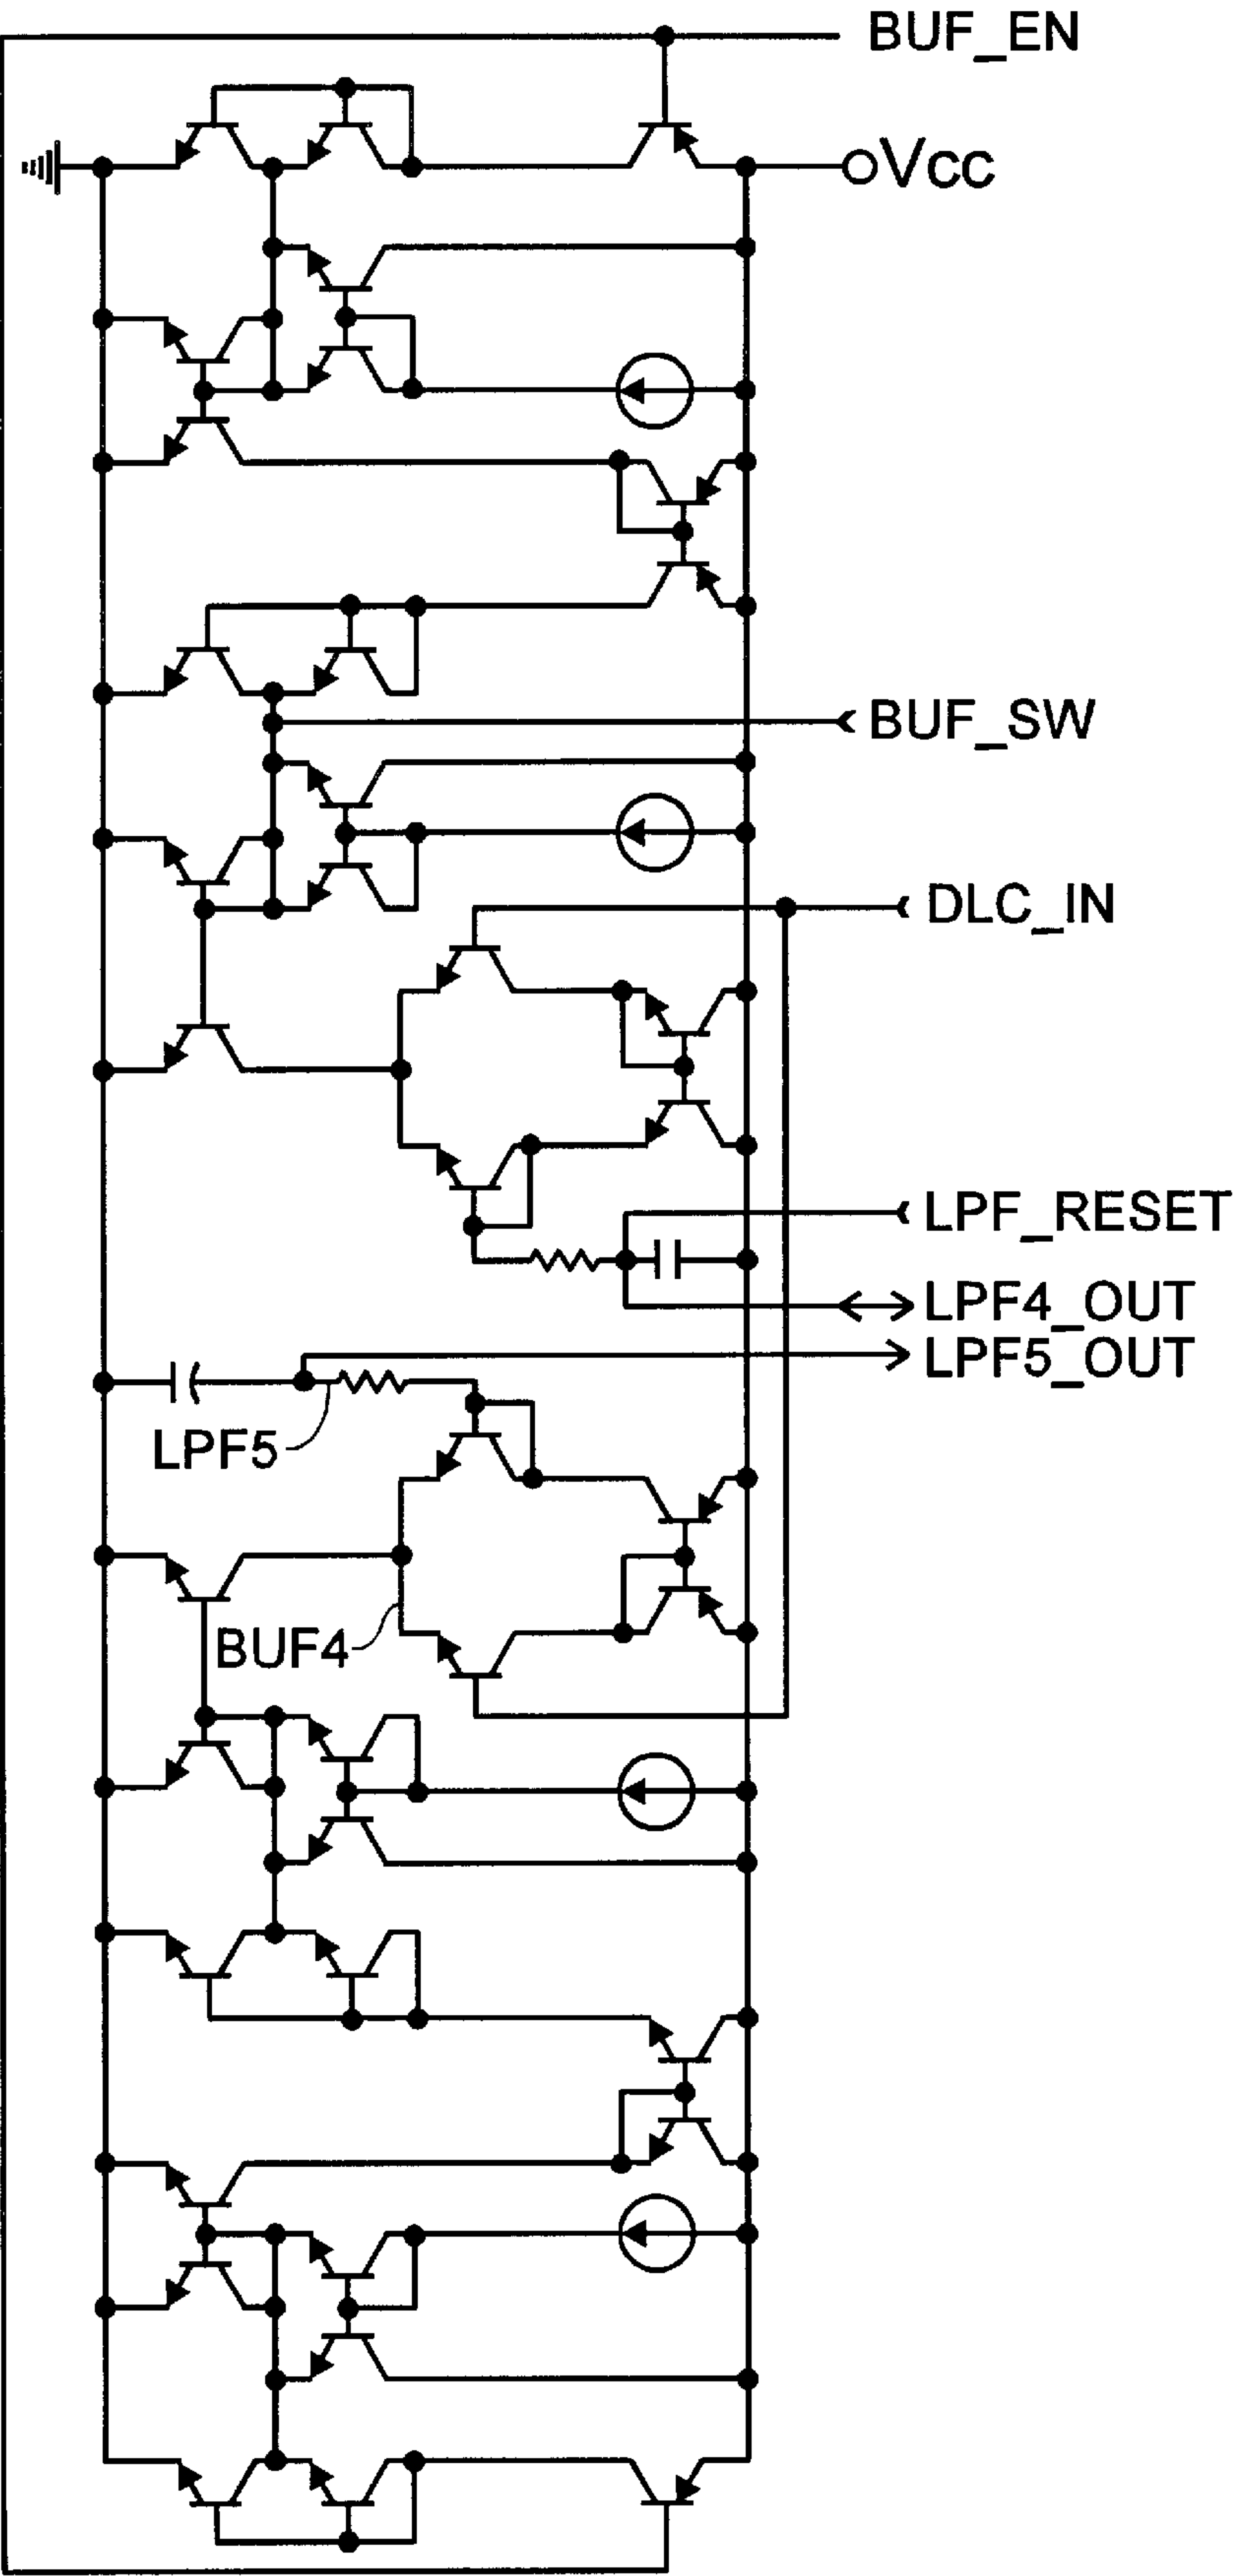 BUF_EN
Vcc
BUF_SW
DLC_IN
LPF_RESET
LPF4_OUT
LPF5_OUT
LPF5
BUF4